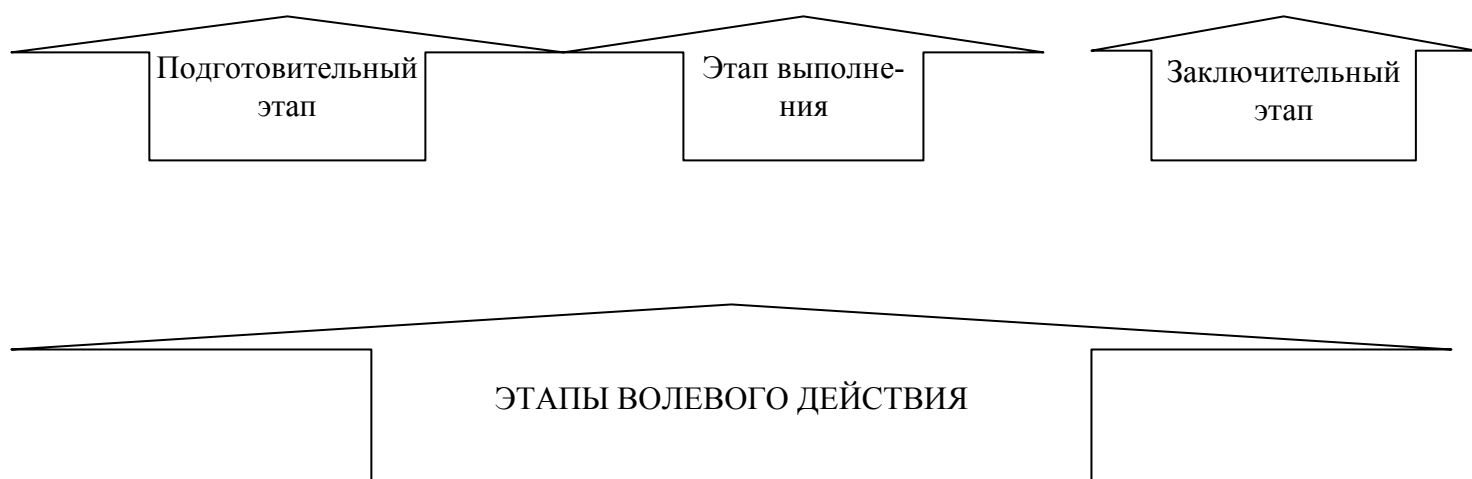 Подготовительный
этап
Этап выполне-
ния
Заключительный
этап
ЭТАПЫ ВОЛЕВОГО ДЕЙСТВИЯ